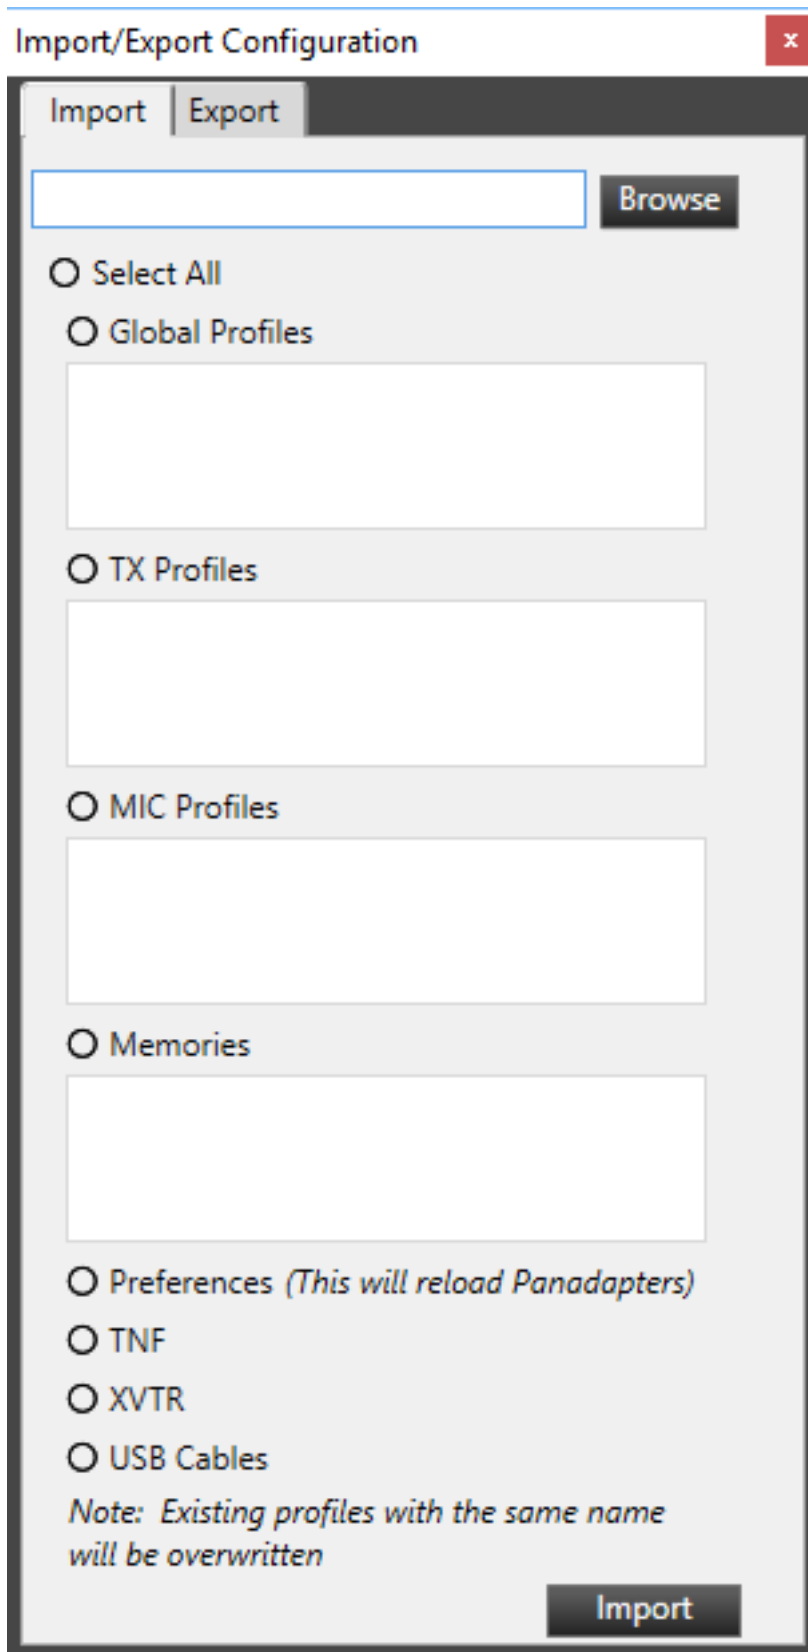 Import/Export Configuration
x
Import Export
Browse
Select All
Global Profiles
TX Profiles
MIC Profiles
Memories
Preferences (This will reload Panadapters)
TNF
XVTR
USB Cables
Note: Existing profiles with the same name
will be overwritten
Import